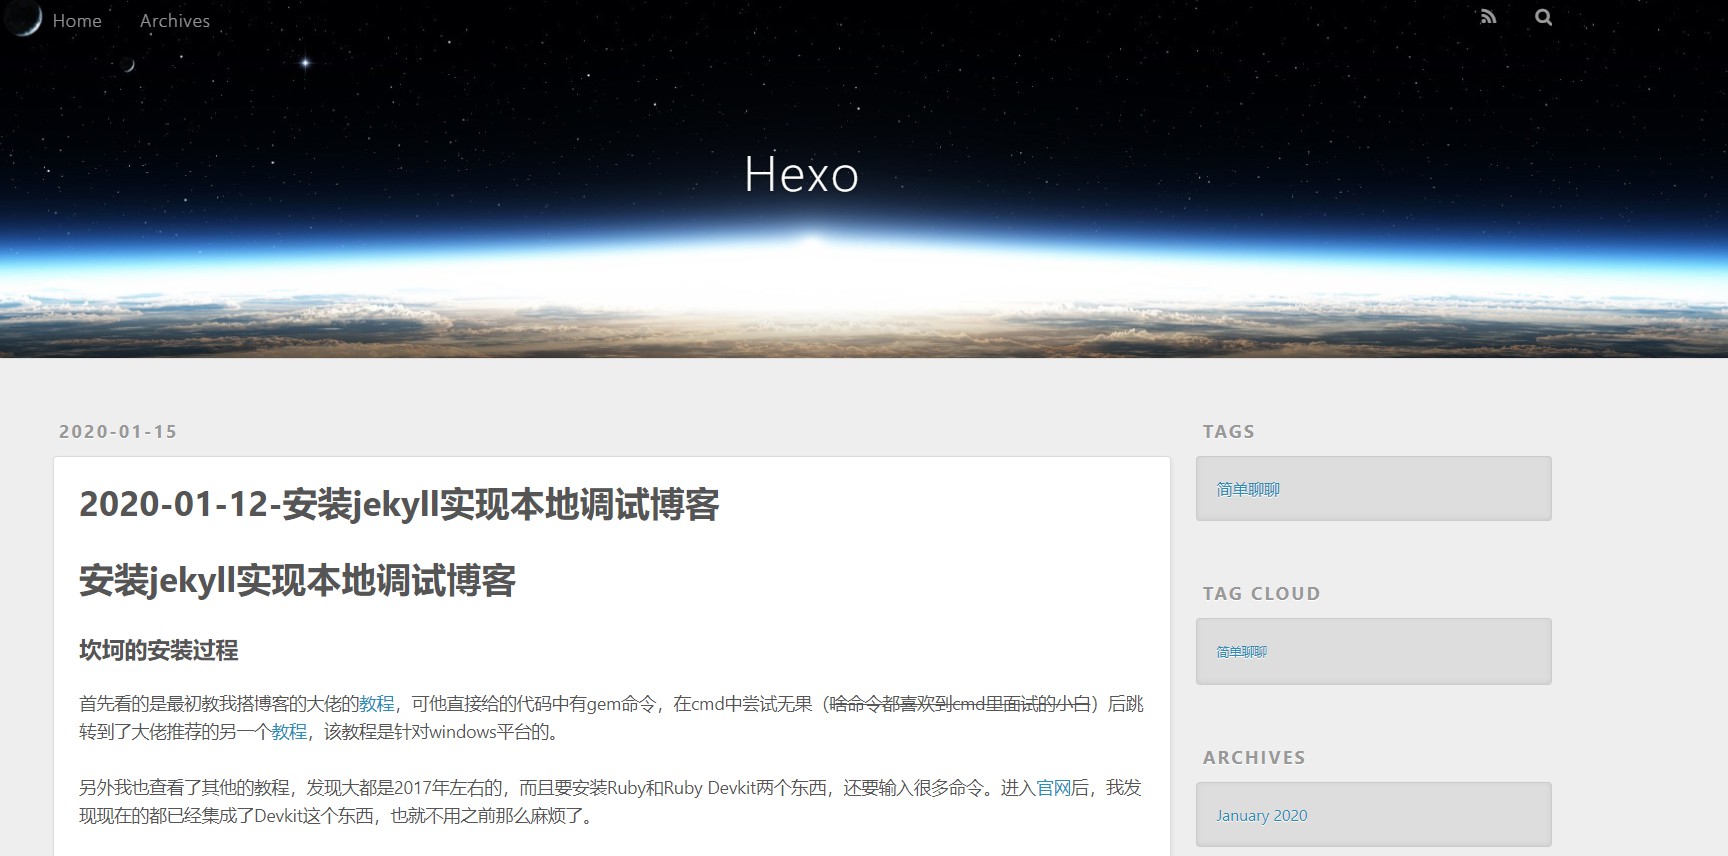 Home Archives
Hexo
2020-01-15
2020-01-12-安装jekyll实现本地调试博客
安装jekyll实现本地调试博客
坎坷的安装过程
首先看的是最初教我搭博客的大佬的教程，可他直接给的代码中有gem命令，在cmd中尝试无果（啥命令都喜欢到cmd里面试的小白）后跳
转到了大佬推荐的另一个教程，该教程是针对windows平台的。
另外我也查看了其他的教程，发现大都是2017年左右的，而且要安装Ruby和Ruby Devkit两个东西，还要输入很多命令。进入官网后，我发
现现在的都已经集成了Devkit这个东西，也就不用之前那么麻烦了。
TAGS
简单聊聊
TAG CLOUD
简单聊聊
ARCHIVES
January 2020